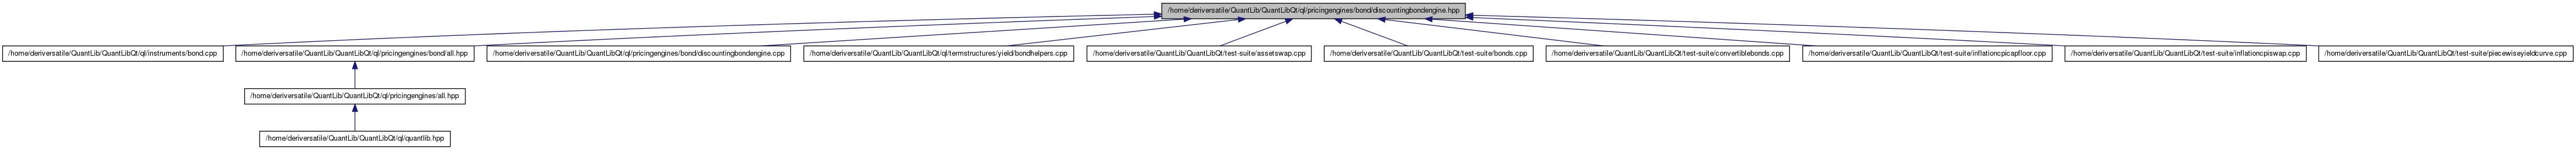 /home/deriversatile/QuantLib/QuantLibQt/ql/pricingengines/bond/discountingbondengine.hpp
/home/deriversatile/QuantLib/QuantLibQt/ql/instruments/bond.cpp
/home/deriversatile/QuantLib/QuantLibQt/ql/pricingengines/bond/all.hpp
/home/deriversatile/QuantLib/QuantLibQt/ql/pricingengines/bond/discountingbondengine.cpp
/home/deriversatile/QuantLib/QuantLibQt/ql/termstructures/yield/bondhelpers.cpp
/home/deriversatile/QuantLib/QuantLibQt/test-suite/assetswap.cpp
/home/deriversatile/QuantLib/QuantLibQt/test-suite/bonds.cpp
/home/deriversatile/QuantLib/QuantLibQt/test-suite/convertiblebonds.cpp
/home/deriversatile/QuantLib/QuantLibQt/test-suite/inflationcpicapfloor.cpp
/home/deriversatile/QuantLib/QuantLibQt/test-suite/inflationcpiswap.cpp
/home/deriversatile/QuantLib/QuantLibQt/test-suite/piecewiseyieldcurve.cpp
/home/deriversatile/QuantLib/QuantLibQt/ql/pricingengines/all.hpp
/home/deriversatile/QuantLib/QuantLibQt/ql/quantlib.hpp